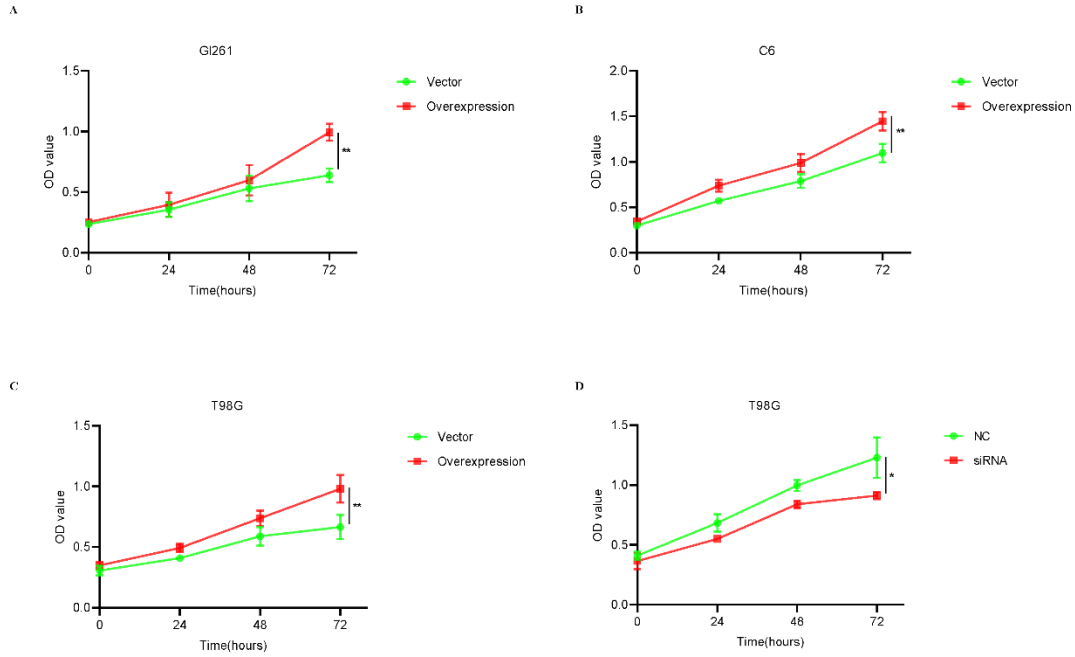 A
Gl261
1.5
1.0
0.5
0.0
OD value
0
24
48
72
Time(hours)
Vector
Overexpression
**
B
C6
2.0
1.5
1.0
0.5
0.0
OD value
0
24
48
72
Time(hours)
Vector
Overexpression
**
C
T98G
1.5
1.0
0.5
0.0
OD value
0
24
48
72
Time(hours)
Vector
Overexpression
**
D
T98G
1.5
1.0
0.5
0.0
OD value
0
24
48
72
Time(hours)
NC
siRNA
*